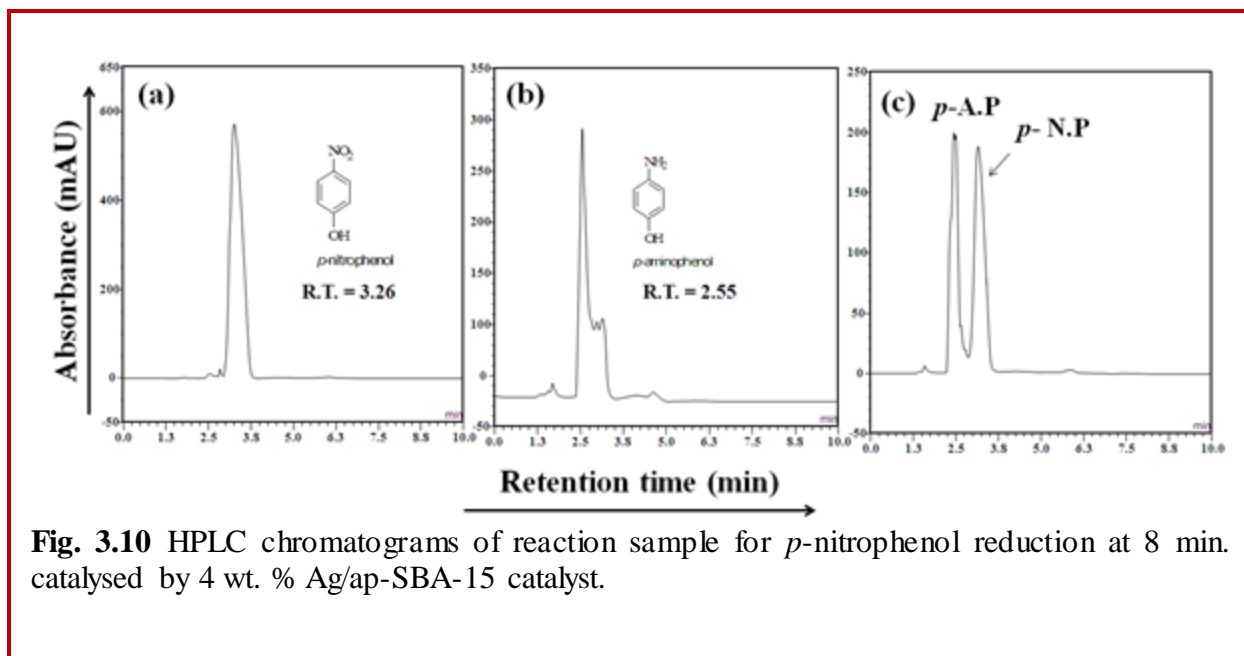 Absorbance (mAU)
(a)
650
600
400
200
0
-50
0.0 1.3 2.5 3.8 5.0 6.3 7.5 8.8 10.0
min
NO2
OH
p-nitrophenol
R.T. = 3.26
(b)
350
300
250
200
150
100
50
0
-50
0.0 1.3 2.5 3.8 5.0 6.3 7.5 8.8 10.0
min
NH2
OH
p-aminophenol
R.T. = 2.55
(c)
250
200
150
100
50
0
-50
0.0 1.3 2.5 3.8 5.0 6.3 7.5 8.8 10.0
min
p-A.P
p- N.P
Retention time (min)
Fig. 3.10 HPLC chromatograms of reaction sample for p-nitrophenol reduction at 8 min.
catalysed by 4 wt. % Ag/ap-SBA-15 catalyst.